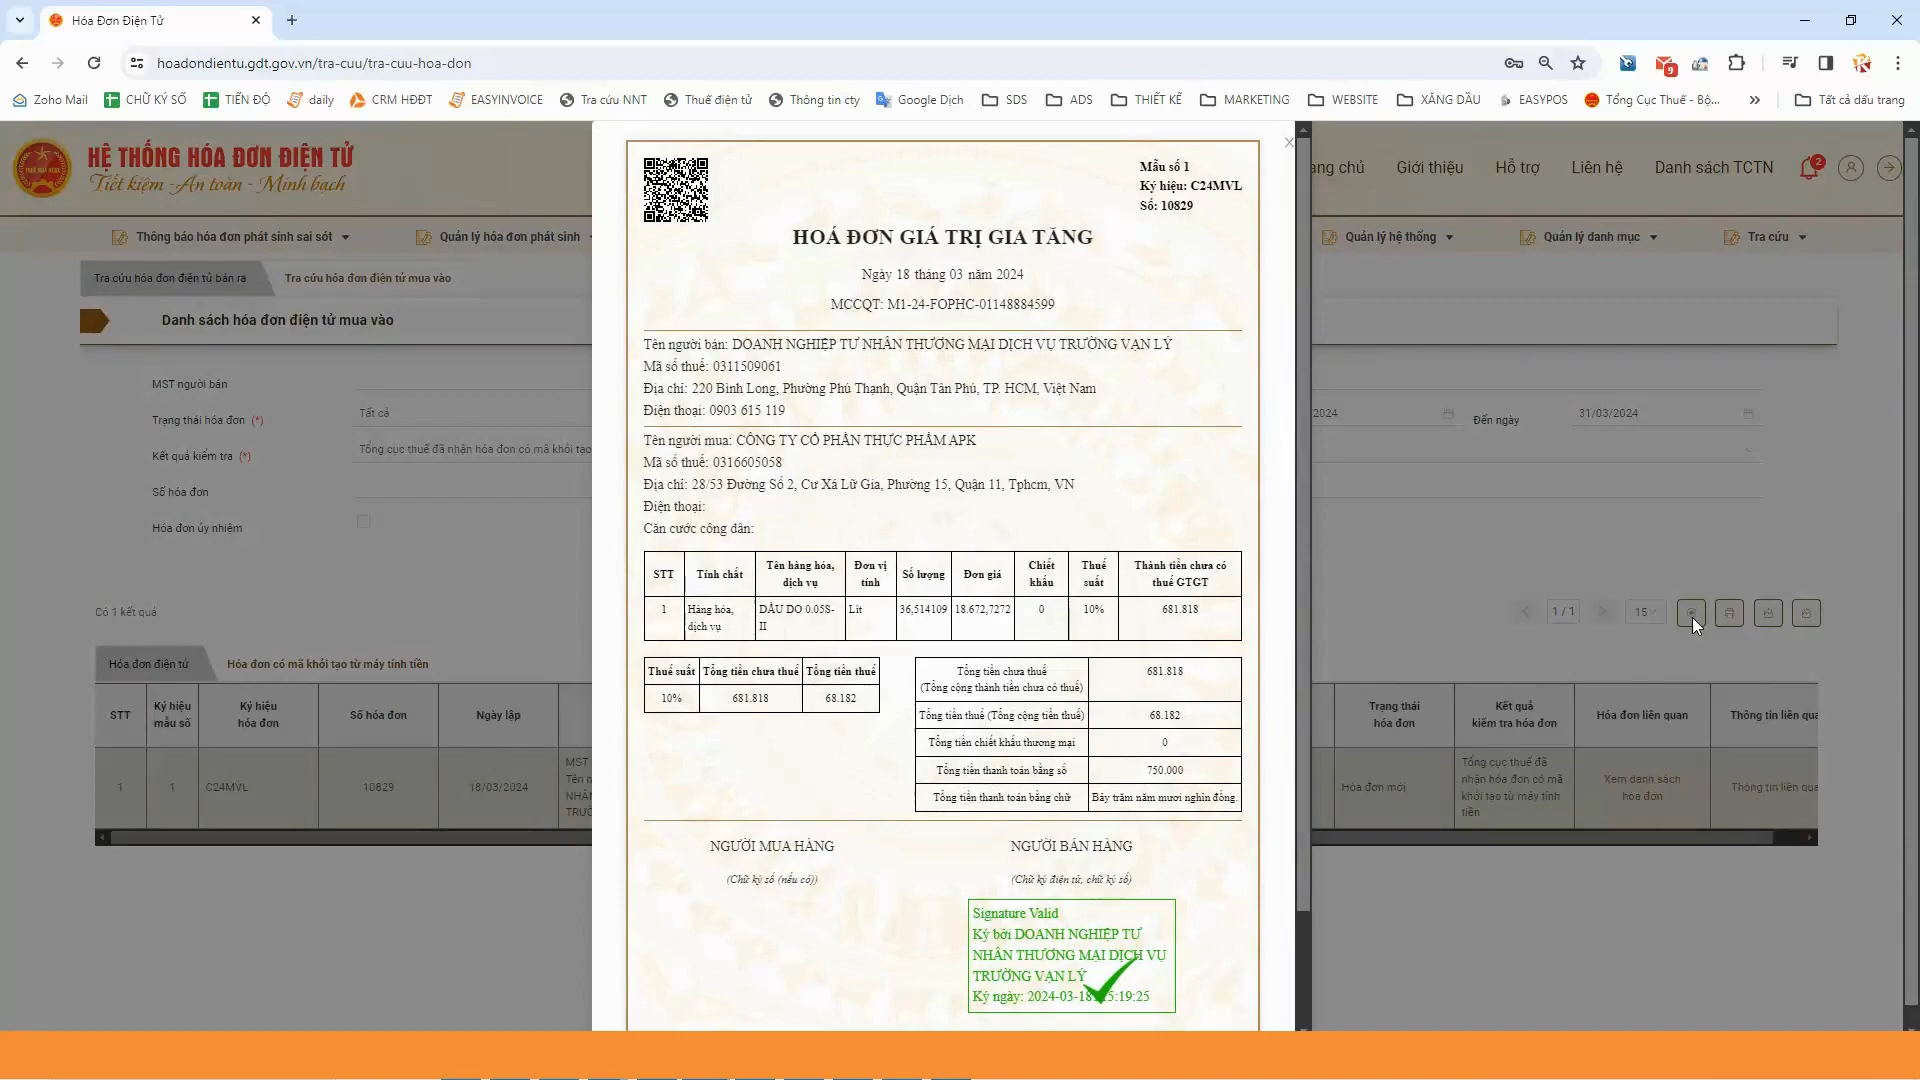 Hóa Đơn Điện Tử
hoadondientu.gdt.gov.vn/tra-cuu/tra-cuu-hoa-don
9
Zoho Mail CHỮ KÝ SỐ TIẾN ĐỘ daily CRM HĐĐT EASYINVOICE Tra cứu NNT Thuế điện tử Thông tin cty Google Dịch SDS ADS THIẾT KẾ MARKETING WEBSITE XĂNG DẦU EASYPOS Tổng Cục Thuế - Bộ... Tất cả dấu trang
HỆ THỐNG HÓA ĐƠN ĐIỆN TỬ
Tiết kiệm - An toàn - Minh bạch
ang chủ Giới thiệu Hỗ trợ Liên hệ Danh sách TCTN 2
Thông báo hóa đơn phát sinh sai sót Quản lý hóa đơn phát sinh Quản lý hệ thống Quản lý danh mục Tra cứu
Tra cứu hóa đơn điện tử bán ra Tra cứu hóa đơn điện tử mua vào
Danh sách hóa đơn điện tử mua vào
MST người bán
Trạng thái hóa đơn (*) Tất cả 2024 Đến ngày 31/03/2024
Kết quả kiểm tra (*) Tổng cục thuế đã nhận hóa đơn có mã khởi tạo
Số hóa đơn
Hóa đơn ủy nhiệm
Có 1 kết quả 1 / 1 15
Hóa đơn điện tử Hóa đơn có mã khởi tạo từ máy tính tiền
STT Ký hiệu mẫu số Ký hiệu hóa đơn Số hóa đơn Ngày lập Trạng thái hóa đơn Kết quả kiểm tra hóa đơn Hóa đơn liên quan Thông tin liên qua
1 1 C24MVL 10829 18/03/2024 MST Tên n NHÂ TRƯỜ Hóa đơn mới Tổng cục thuế đã nhận hóa đơn có mã khởi tạo từ máy tính tiền Xem danh sách hóa đơn Thông tin liên qua
X
Mẫu số 1
Ký hiệu: C24MVL
Số: 10829
HOÁ ĐƠN GIÁ TRỊ GIA TĂNG
Ngày 18 tháng 03 năm 2024
MCCQT: M1-24-FOPHC-01148884599
Tên người bán: DOANH NGHIỆP TƯ NHÂN THƯƠNG MẠI DỊCH VỤ TRƯỜNG VẠN LÝ
Mã số thuế: 0311509061
Địa chỉ: 220 Bình Long, Phường Phú Thạnh, Quận Tân Phú, TP. HCM, Việt Nam
Điện thoại: 0903 615 119
Tên người mua: CÔNG TY CỔ PHẦN THỰC PHẨM APK
Mã số thuế: 0316605058
Địa chỉ: 28/53 Đường Số 2, Cư Xá Lữ Gia, Phường 15, Quận 11, Tphcm, VN
Điện thoại:
Căn cước công dân:
STT Tính chất Tên hàng hóa, dịch vụ Đơn vị tính Số lượng Đơn giá Chiết khấu Thuế suất Thành tiền chưa có thuế GTGT
1 Hàng hóa, dịch vụ DẦU DO 0.05S-II Lít 36,514109 18.672,7272 0 10% 681.818
Thuế suất Tổng tiền chưa thuế Tổng tiền thuế
10% 681.818 68.182
Tổng tiền chưa thuế
(Tổng cộng thành tiền chưa có thuế) 681.818
Tổng tiền thuế (Tổng cộng tiền thuế) 68.182
Tổng tiền chiết khấu thương mại 0
Tổng tiền thanh toán bằng số 750.000
Tổng tiền thanh toán bằng chữ Bảy trăm năm mươi nghìn đồng.
NGƯỜI MUA HÀNG NGƯỜI BÁN HÀNG
(Chữ ký số (nếu có)) (Chữ ký điện tử, chữ ký số)
Signature Valid
Ký bởi DOANH NGHIỆP TƯ
NHÂN THƯƠNG MẠI DỊCH VỤ
TRƯỜNG VẠN LÝ
Ký ngày: 2024-03-18 5:19:25